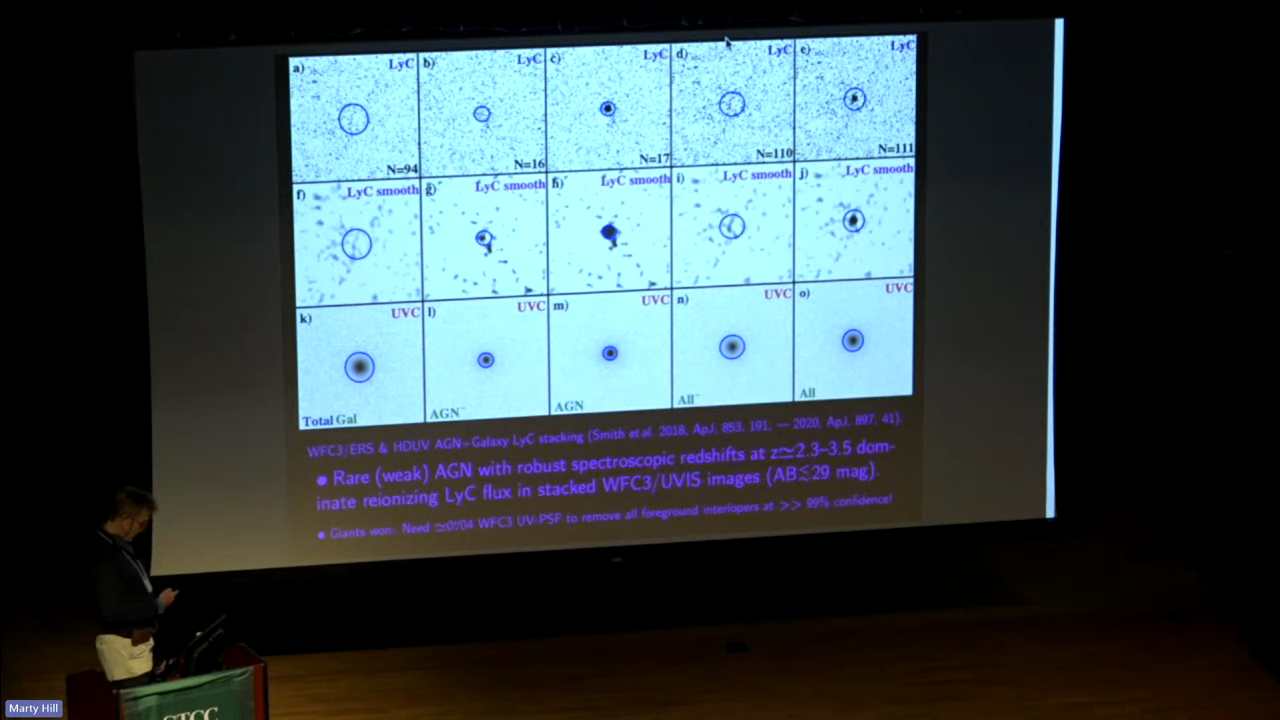 a) LyC b) LyC c) LyC d) LyC e) LyC
N=94 N=16 N=17 N=110 N=111
f) LyC smooth g) LyC smooth h) LyC smooth i) LyC smooth j) LyC smooth
k) UVC l) UVC m) UVC n) UVC o) UVC
Total Gal AGN⁻ AGN All⁻ All
WFC3/ERS & HDUV AGN+Galaxy LyC stacking (Smith et al. 2018, ApJ, 853, 191; — 2020, ApJ, 897, 41).
● Rare (weak) AGN with robust spectroscopic redshifts at z≃2.3–3.5 dom-
inate reionizing LyC flux in stacked WFC3/UVIS images (AB≲29 mag).
● Giants won: Need ≃0″.04 WFC3 UV-PSF to remove all foreground interlopers at >> 99% confidence!
Marty Hill